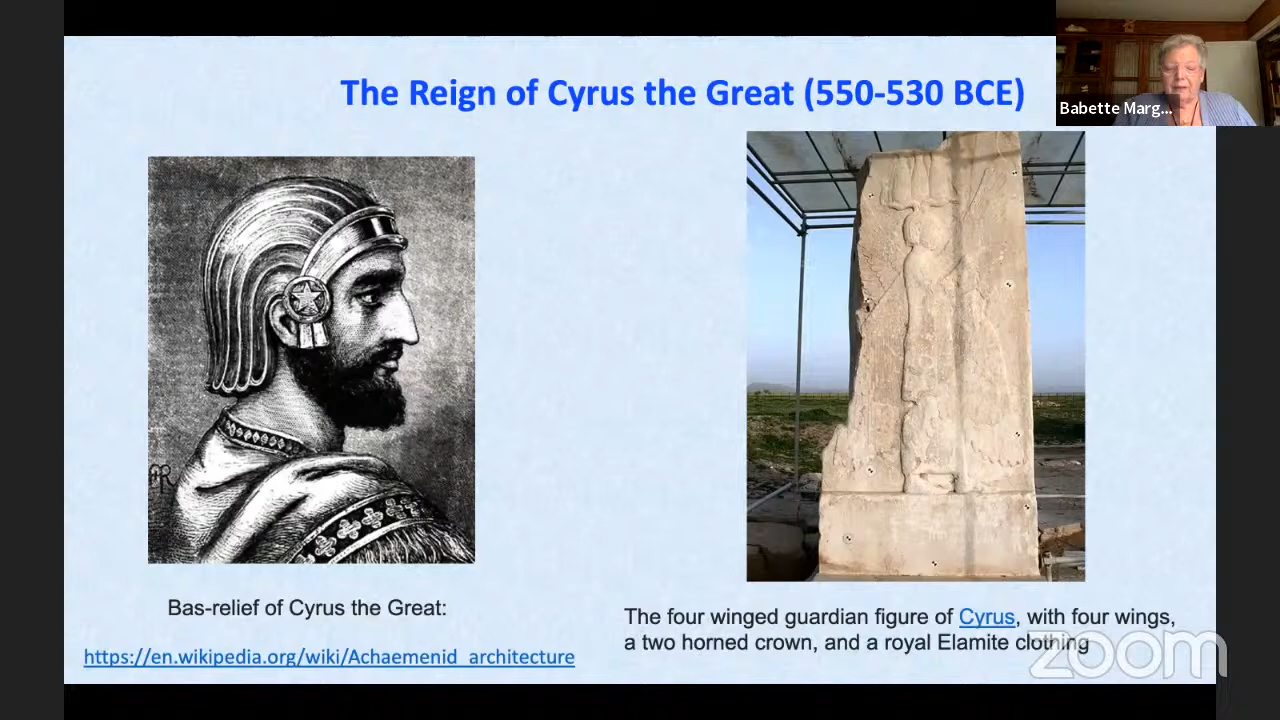 The Reign of Cyrus the Great (550-530 BCE)
Babette Marg...
Bas-relief of Cyrus the Great:
https://en.wikipedia.org/wiki/Achaemenid_architecture
The four winged guardian figure of Cyrus, with four wings,
a two horned crown, and a royal Elamite clothing
zoom